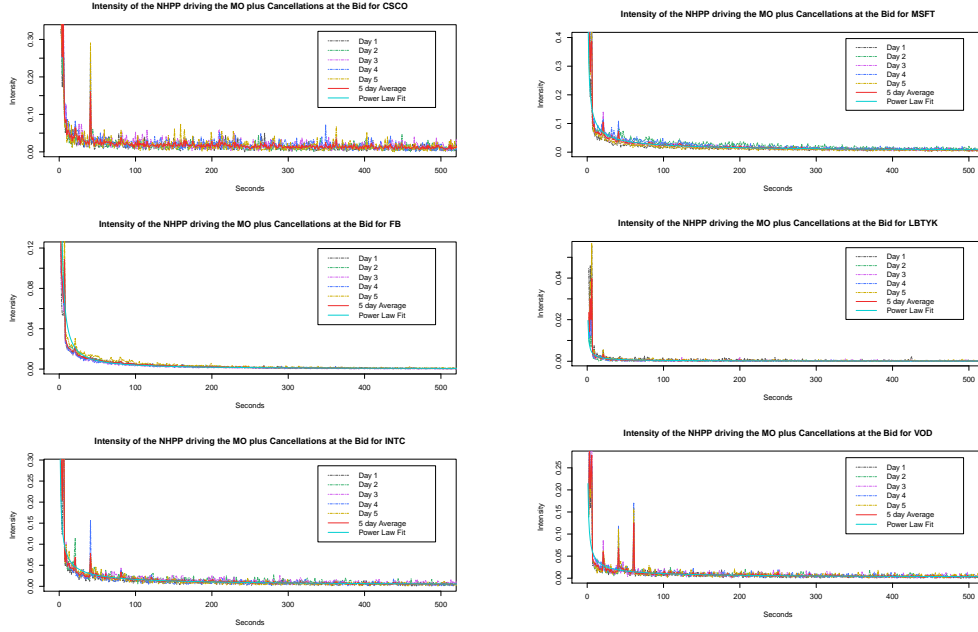 Intensity of the NHPP driving the MO plus Cancellations at the Bid for CSCO
Intensity
0.30
0.20
0.10
0.00
Day 1
Day 2
Day 3
Day 4
Day 5
5 day Average
Power Law Fit
0
100
200
300
400
500
Seconds
Intensity of the NHPP driving the MO plus Cancellations at the Bid for MSFT
Intensity
0.4
0.3
0.2
0.1
0.0
Day 1
Day 2
Day 3
Day 4
Day 5
5 day Average
Power Law Fit
0
100
200
300
400
500
Seconds
Intensity of the NHPP driving the MO plus Cancellations at the Bid for FB
Intensity
0.12
0.08
0.04
0.00
Day 1
Day 2
Day 3
Day 4
Day 5
5 day Average
Power Law Fit
0
100
200
300
400
500
Seconds
Intensity of the NHPP driving the MO plus Cancellations at the Bid for LBTYK
Intensity
0.04
0.02
0.00
Day 1
Day 2
Day 3
Day 4
Day 5
5 day Average
Power Law Fit
0
100
200
300
400
500
Seconds
Intensity of the NHPP driving the MO plus Cancellations at the Bid for INTC
Intensity
0.30
0.25
0.20
0.15
0.10
0.05
0.00
Day 1
Day 2
Day 3
Day 4
Day 5
5 day Average
Power Law Fit
0
100
200
300
400
500
Seconds
Intensity of the NHPP driving the MO plus Cancellations at the Bid for VOD
Intensity
0.25
0.20
0.15
0.10
0.05
0.00
Day 1
Day 2
Day 3
Day 4
Day 5
5 day Average
Power Law Fit
0
100
200
300
400
500
Seconds